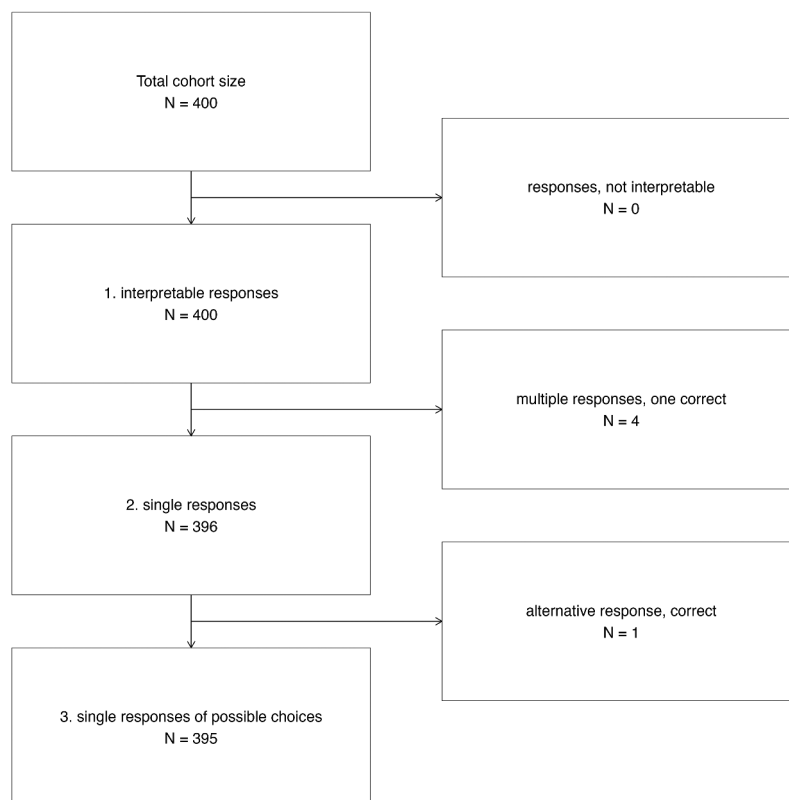 Total cohort size
N = 400
responses, not interpretable
N = 0
1. interpretable responses
N = 400
multiple responses, one correct
N = 4
2. single responses
N = 396
alternative response, correct
N = 1
3. single responses of possible choices
N = 395